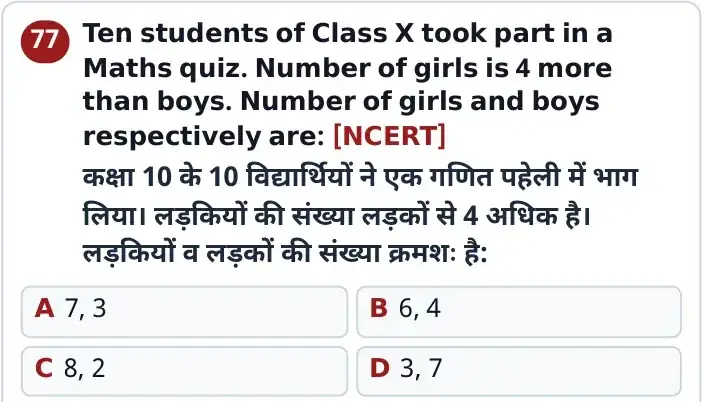 77 Ten students of Class X took part in a
Maths quiz. Number of girls is 4 more
than boys. Number of girls and boys
respectively are: [NCERT]
कक्षा 10 के 10 विद्यार्थियों ने एक गणित पहेली में भाग
लिया। लड़कियों की संख्या लड़कों से 4 अधिक है।
लड़कियों व लड़कों की संख्या क्रमशः है:
A 7, 3
B 6, 4
C 8, 2
D 3, 7